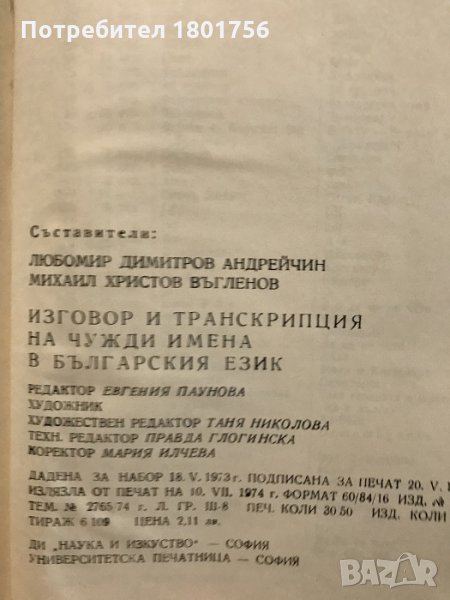 Потребител 1801756
Съставители:
ЛЮБОМИР ДИМИТРОВ АНДРЕЙЧИН
МИХАИЛ ХРИСТОВ ВЪГЛЕНОВ
ИЗГОВОР И ТРАНСКРИПЦИЯ
НА ЧУЖДИ ИМЕНА
В БЪЛГАРСКИЯ ЕЗИК
РЕДАКТОР ЕВГЕНИЯ ПАУНОВА
ХУДОЖНИК
ХУДОЖЕСТВЕН РЕДАКТОР ТАНЯ НИКОЛОВА
ТЕХН. РЕДАКТОР ПРАВДА ГЛОГИНСКА
КОРЕКТОР МАРИЯ ИЛЧЕВА
ДАДЕНА ЗА НАБОР 18. V. 1973 г. ПОДПИСАНА ЗА ПЕЧАТ 20. V.
ИЗЛЯЗЛА ОТ ПЕЧАТ НА 10. VII. 1974 г. ФОРМАТ 60/84/16 ИЗД. №
ТЕМ. № 2765/74 г. Л. ГР. III-8 ПЕЧ. КОЛИ 30·50 ИЗД. КОЛИ
ТИРАЖ 6 109 ЦЕНА 2,11 лв.
ДИ „НАУКА И ИЗКУСТВО" — СОФИЯ
УНИВЕРСИТЕТСКА ПЕЧАТНИЦА — СОФИЯ
BAZAR